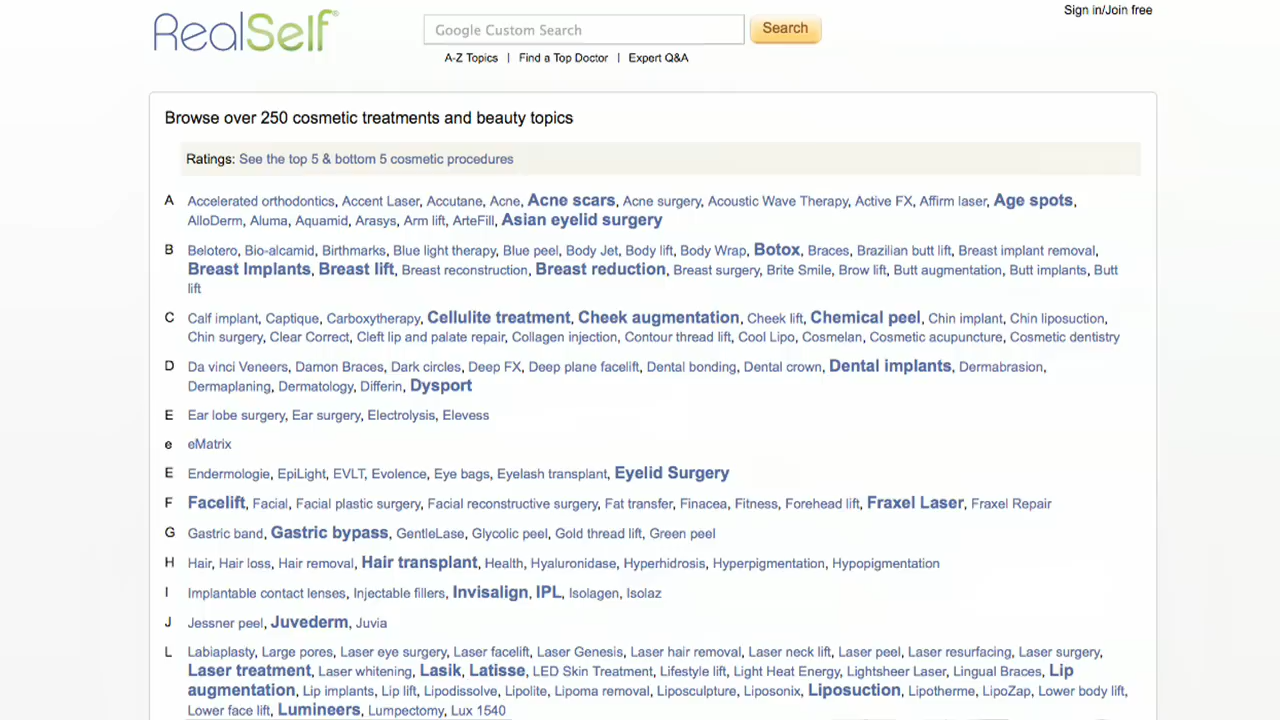 RealSelf®
Google Custom Search
Search
Sign in/Join free
A-Z Topics | Find a Top Doctor | Expert Q&A
Browse over 250 cosmetic treatments and beauty topics
Ratings: See the top 5 & bottom 5 cosmetic procedures
A Accelerated orthodontics, Accent Laser, Accutane, Acne, Acne scars, Acne surgery, Acoustic Wave Therapy, Active FX, Affirm laser, Age spots,
AlloDerm, Aluma, Aquamid, Arasys, Arm lift, ArteFill, Asian eyelid surgery
B Belotero, Bio-alcamid, Birthmarks, Blue light therapy, Blue peel, Body Jet, Body lift, Body Wrap, Botox, Braces, Brazilian butt lift, Breast implant removal,
Breast Implants, Breast lift, Breast reconstruction, Breast reduction, Breast surgery, Brite Smile, Brow lift, Butt augmentation, Butt implants, Butt
lift
C Calf implant, Captique, Carboxytherapy, Cellulite treatment, Cheek augmentation, Cheek lift, Chemical peel, Chin implant, Chin liposuction,
Chin surgery, Clear Correct, Cleft lip and palate repair, Collagen injection, Contour thread lift, Cool Lipo, Cosmelan, Cosmetic acupuncture, Cosmetic dentistry
D Da vinci Veneers, Damon Braces, Dark circles, Deep FX, Deep plane facelift, Dental bonding, Dental crown, Dental implants, Dermabrasion,
Dermaplaning, Dermatology, Differin, Dysport
E Ear lobe surgery, Ear surgery, Electrolysis, Elevess
e eMatrix
E Endermologie, EpiLight, EVLT, Evolence, Eye bags, Eyelash transplant, Eyelid Surgery
F Facelift, Facial, Facial plastic surgery, Facial reconstructive surgery, Fat transfer, Finacea, Fitness, Forehead lift, Fraxel Laser, Fraxel Repair
G Gastric band, Gastric bypass, GentleLase, Glycolic peel, Gold thread lift, Green peel
H Hair, Hair loss, Hair removal, Hair transplant, Health, Hyaluronidase, Hyperhidrosis, Hyperpigmentation, Hypopigmentation
I Implantable contact lenses, Injectable fillers, Invisalign, IPL, Isolagen, Isolaz
J Jessner peel, Juvederm, Juvia
L Labiaplasty, Large pores, Laser eye surgery, Laser facelift, Laser Genesis, Laser hair removal, Laser neck lift, Laser peel, Laser resurfacing, Laser surgery,
Laser treatment, Laser whitening, Lasik, Latisse, LED Skin Treatment, Lifestyle lift, Light Heat Energy, Lightsheer Laser, Lingual Braces, Lip
augmentation, Lip implants, Lip lift, Lipodissolve, Lipolite, Lipoma removal, Liposculpture, Liposonix, Liposuction, Lipotherme, LipoZap, Lower body lift,
Lower face lift, Lumineers, Lumpectomy, Lux 1540